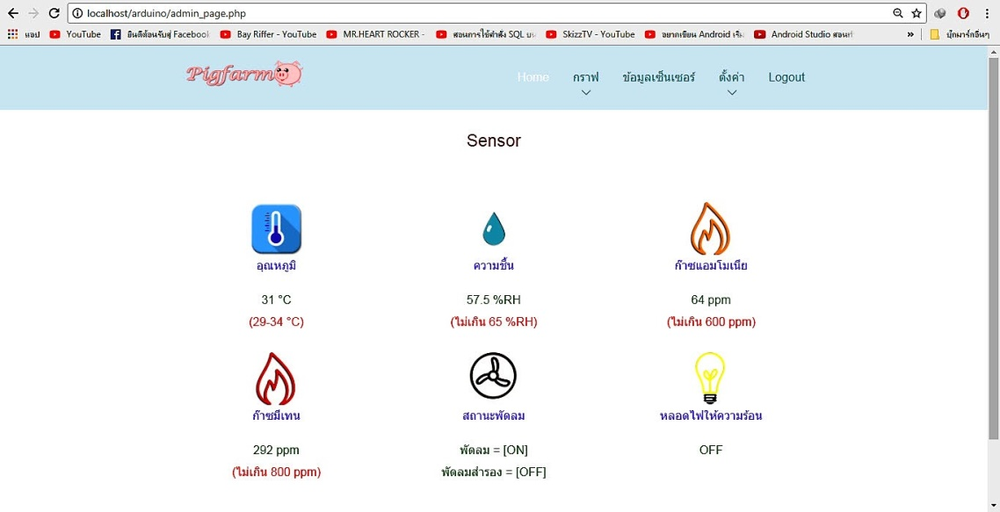 localhost/arduino/admin_page.php
แอป YouTube ยินดีต้อนรับสู่ Facebook Bay Riffer - YouTube MR.HEART ROCKER - สอนการใช้คำสั่ง SQL บน SkizzTV - YouTube อยากเขียน Android เริ่ม Android Studio สอนทำ » บุ๊กมาร์กอื่นๆ
Pigfarm Home กราฟ ข้อมูลเซ็นเซอร์ ตั้งค่า Logout
Sensor
อุณหภูมิ ความชื้น ก๊าซแอมโมเนีย
31 °C 57.5 %RH 64 ppm
(29-34 °C) (ไม่เกิน 65 %RH) (ไม่เกิน 600 ppm)
ก๊าซมีเทน สถานะพัดลม หลอดไฟให้ความร้อน
292 ppm พัดลม = [ON] OFF
(ไม่เกิน 800 ppm) พัดลมสำรอง = [OFF]